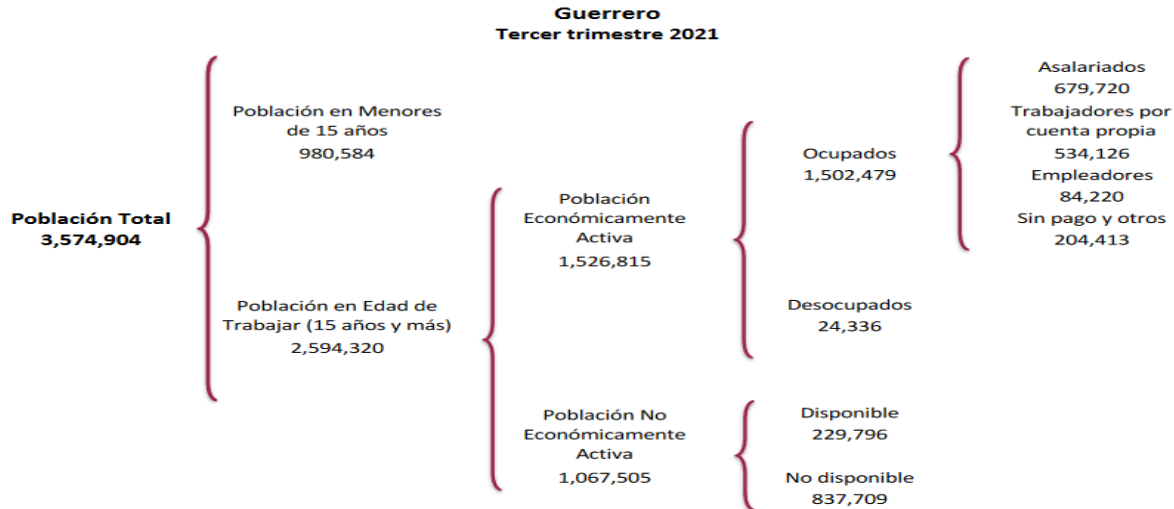 Guerrero
Tercer trimestre 2021
Población Total
3,574,904
Población en Menores
de 15 años
980,584
Población en Edad de
Trabajar (15 años y más)
2,594,320
Población
Económicamente
Activa
1,526,815
Población No
Económicamente
Activa
1,067,505
Ocupados
1,502,479
Desocupados
24,336
Disponible
229,796
No disponible
837,709
Asalariados
679,720
Trabajadores por
cuenta propia
534,126
Empleadores
84,220
Sin pago y otros
204,413